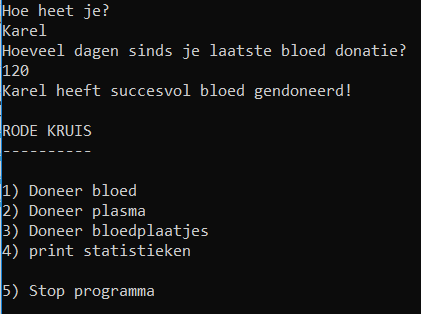 Hoe heet je?
Karel
Hoeveel dagen sinds je laatste bloed donatie?
120
Karel heeft succesvol bloed gendoneerd!
RODE KRUIS
----------
1) Doneer bloed
2) Doneer plasma
3) Doneer bloedplaatjes
4) print statistieken
5) Stop programma